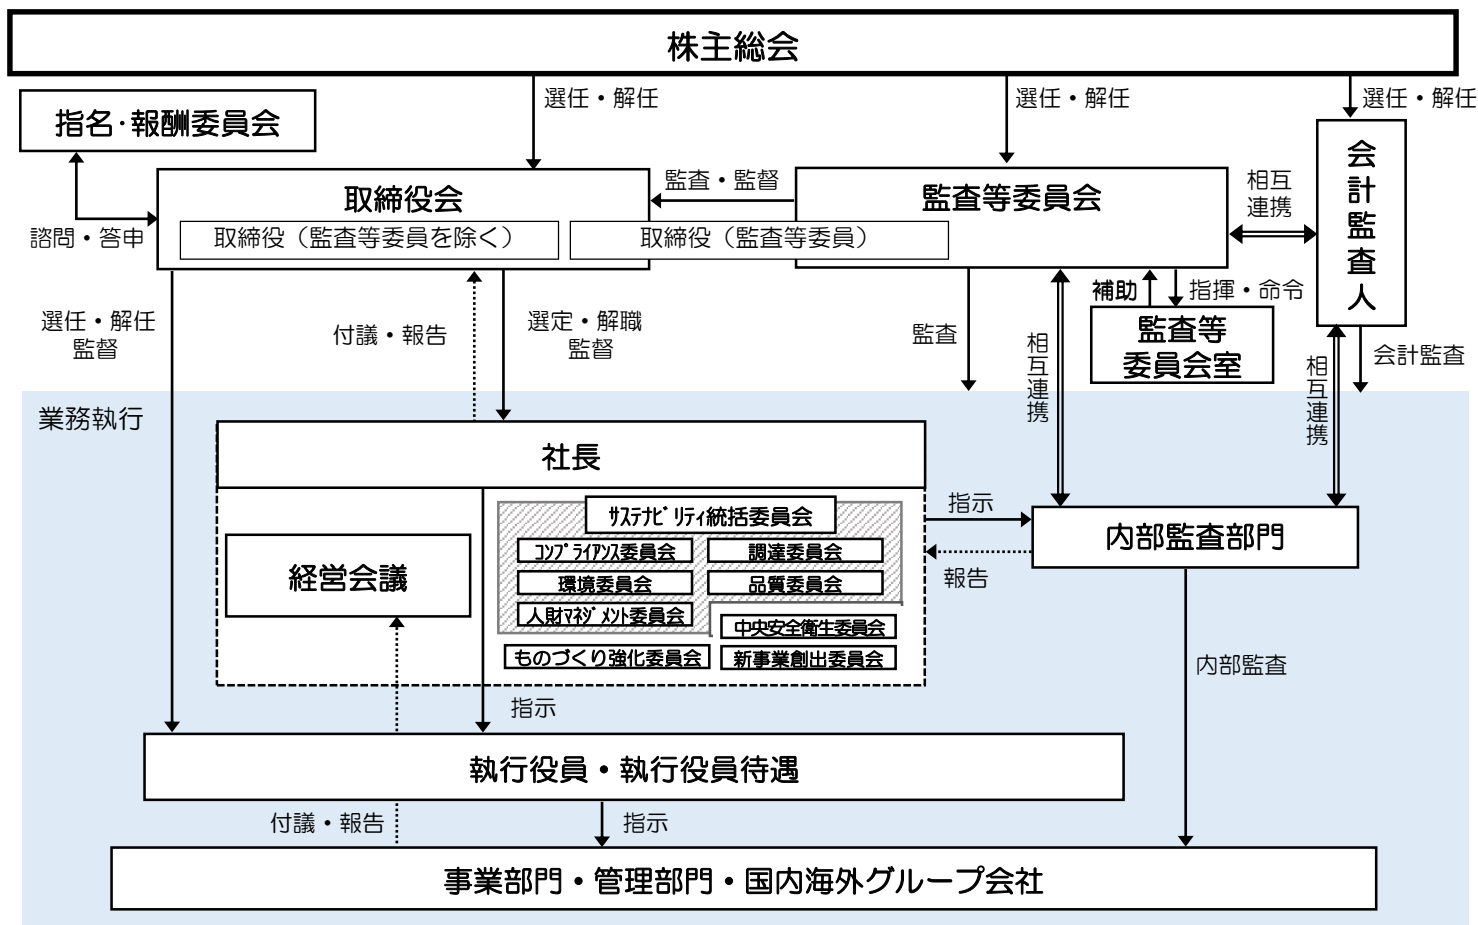 株主総会
選任・解任
選任・解任
選任・解任
指名・報酬委員会
諮問・答申
取締役会
取締役（監査等委員を除く）
取締役（監査等委員）
監査・監督
監査等委員会
相互
連携
会計監査人
選任・解任
監督
付議・報告
選定・解職
監督
監査
相互連携
補助
指揮・命令
監査等
委員会室
相互連携
会計監査
業務執行
社長
経営会議
ｻｽﾃﾅﾋﾞﾘﾃｨ統括委員会
ｺﾝﾌﾟﾗｲｱﾝｽ委員会
調達委員会
環境委員会
品質委員会
人財ﾏﾈｼﾞﾒﾝﾄ委員会
中央安全衛生委員会
ものづくり強化委員会
新事業創出委員会
指示
報告
内部監査部門
内部監査
指示
執行役員・執行役員待遇
付議・報告
指示
事業部門・管理部門・国内海外グループ会社